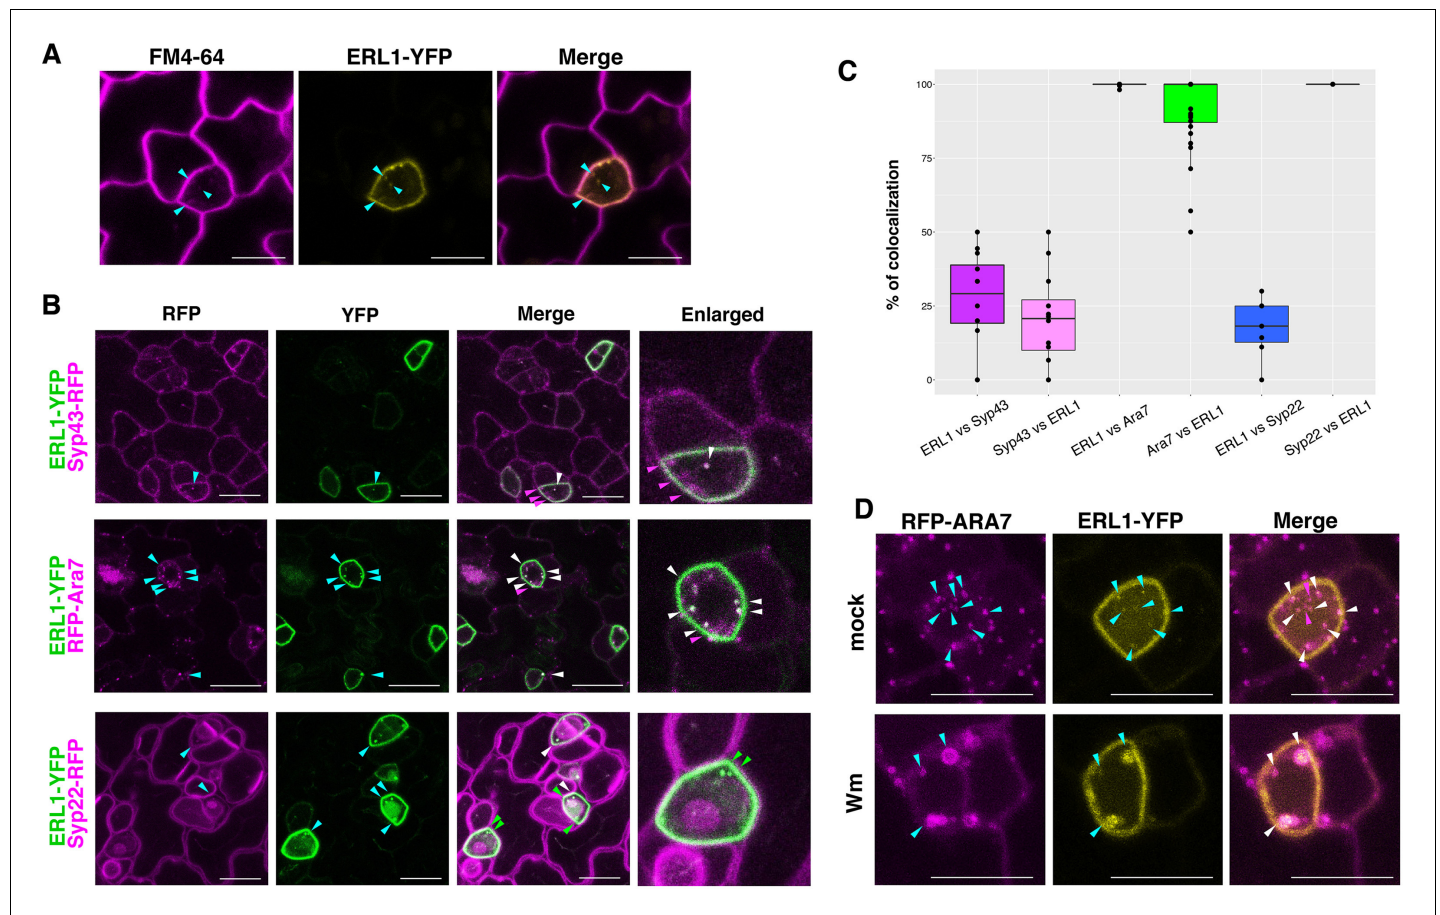 A
FM4-64
ERL1-YFP
Merge
B
RFP
YFP
Merge
Enlarged
ERL1-YFP
Syp43-RFP
ERL1-YFP
RFP-Ara7
ERL1-YFP
Syp22-RFP
C
% of colocalization
100
75
50
25
0
ERL1 vs Syp43
Syp43 vs ERL1
ERL1 vs Ara7
Ara7 vs ERL1
ERL1 vs Syp22
Syp22 vs ERL1
D
RFP-ARA7
ERL1-YFP
Merge
mock
Wm